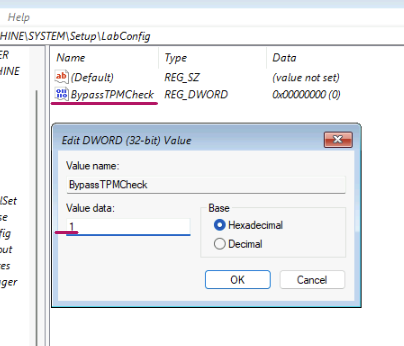 Help
HINE\SYSTEM\Setup\LabConfig
ER
HINE
Name Type Data
(Default) REG_SZ (value not set)
BypassTPMCheck REG_DWORD 0x00000000 (0)
Edit DWORD (32-bit) Value
Value name:
BypassTPMCheck
Value data:
1
Base
Hexadecimal
Decimal
OK Cancel
lSet
se
fig
out
ces
ger